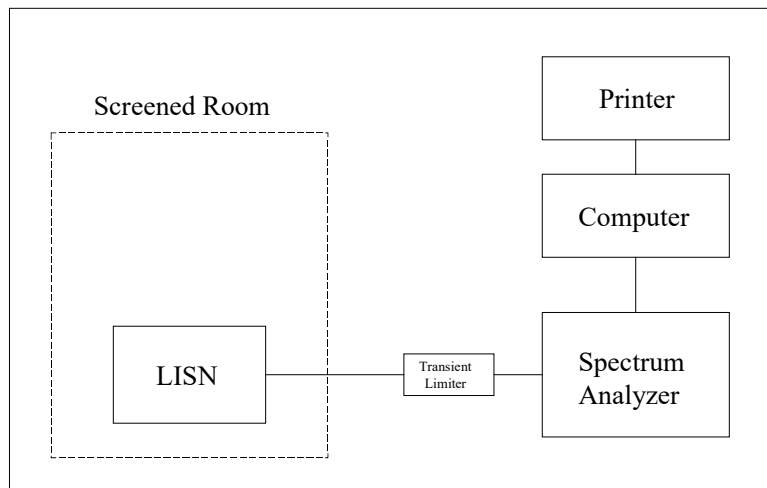 Screened Room
Printer
Computer
LISN
Transient
Limiter
Spectrum
Analyzer